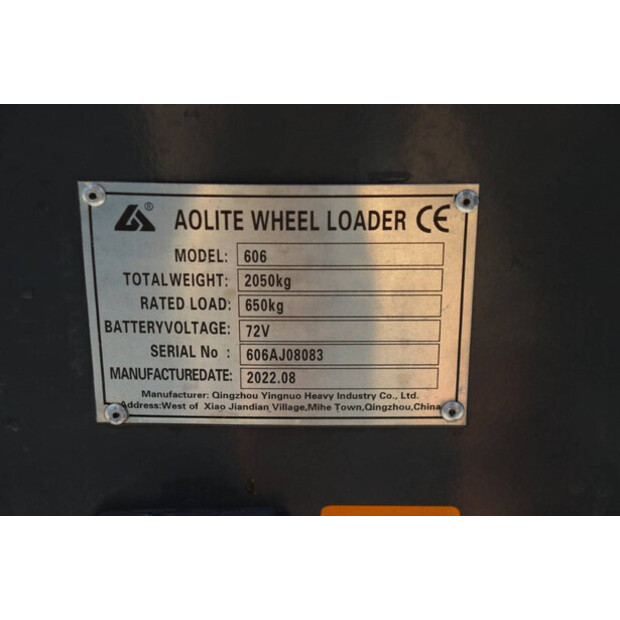 ® AOLITE WHEEL LOADER CE
MODEL: 606
TOTALWEIGHT: 2050kg
RATED LOAD: 650kg
BATTERYVOLTAGE: 72V
SERIAL No : 606AJ08083
MANUFACTUREDATE: 2022.08
Manufacturer: Qingzhou Yingnuo Heavy Industry Co., Ltd.
Address:West of Xiao Jiandian Village,Mihe Town,Qingzhou,China